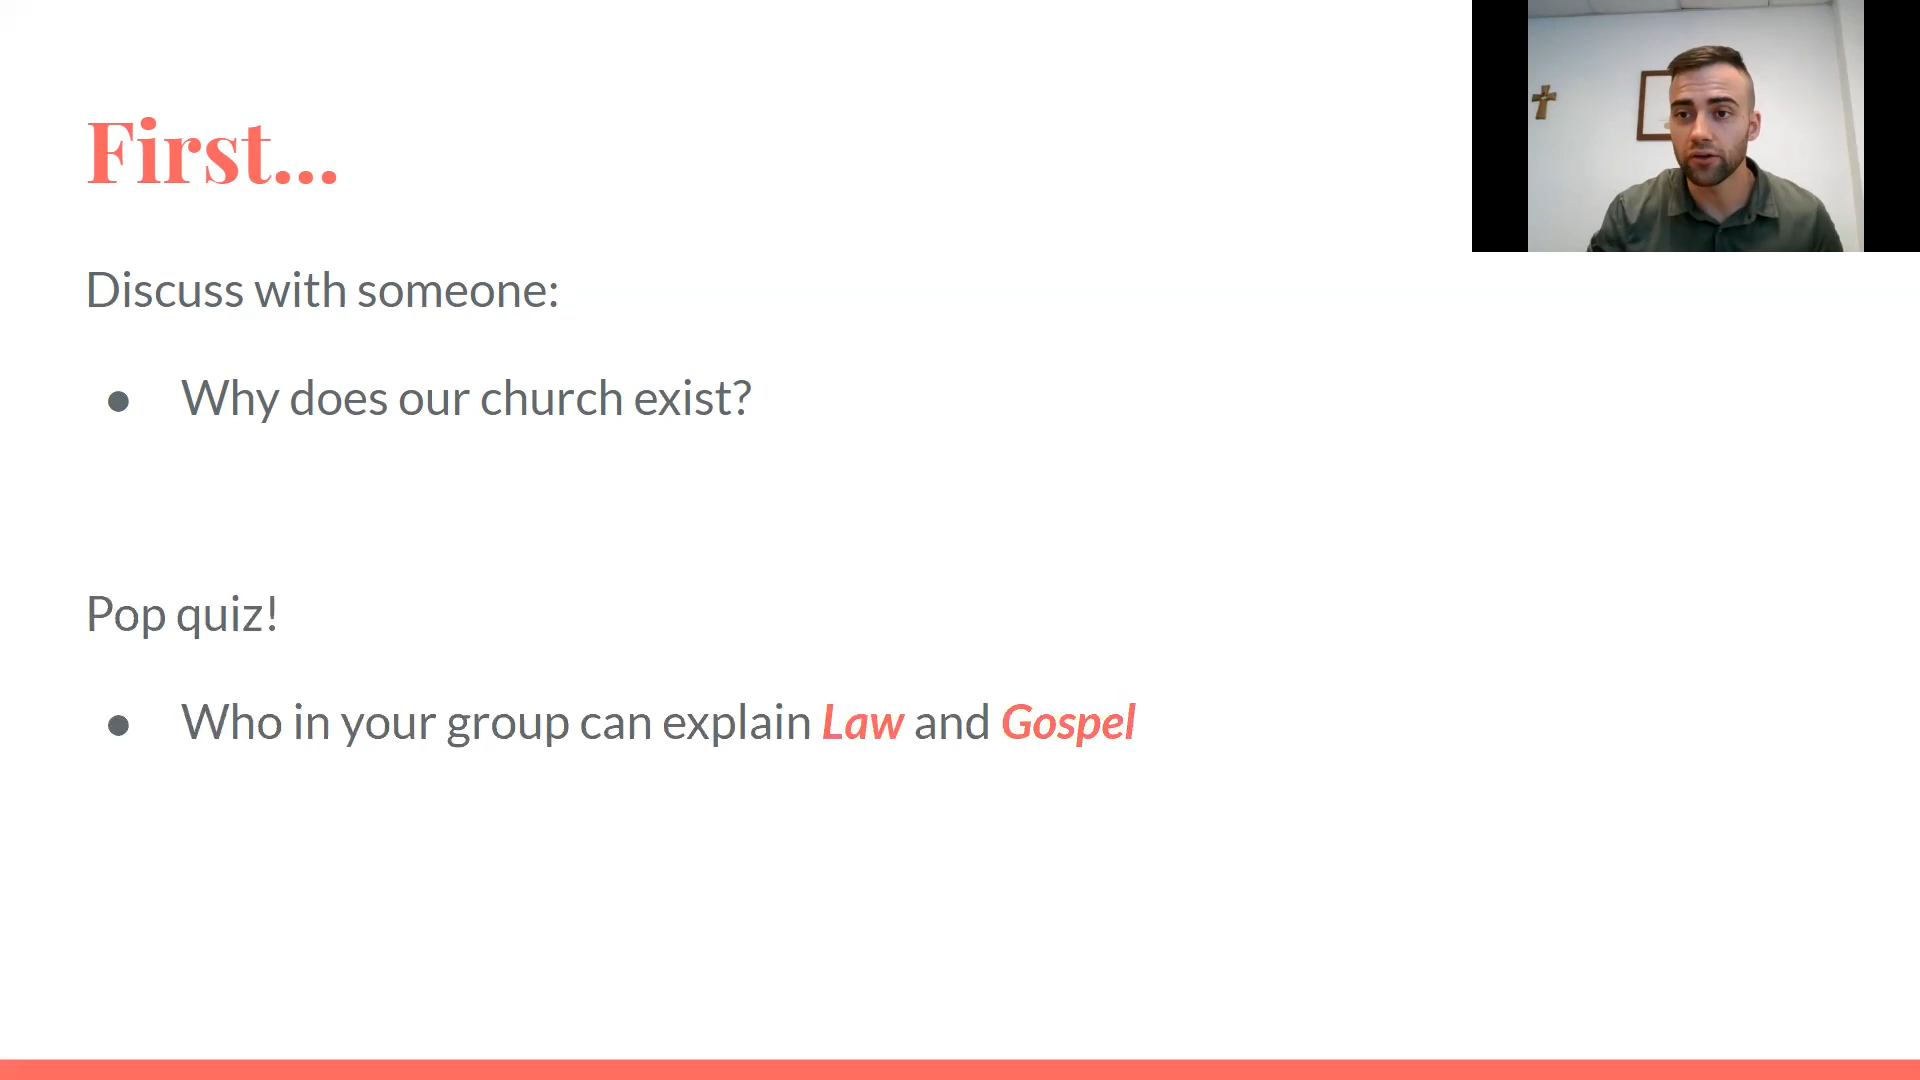 First...
Discuss with someone:
● Why does our church exist?
Pop quiz!
● Who in your group can explain Law and Gospel